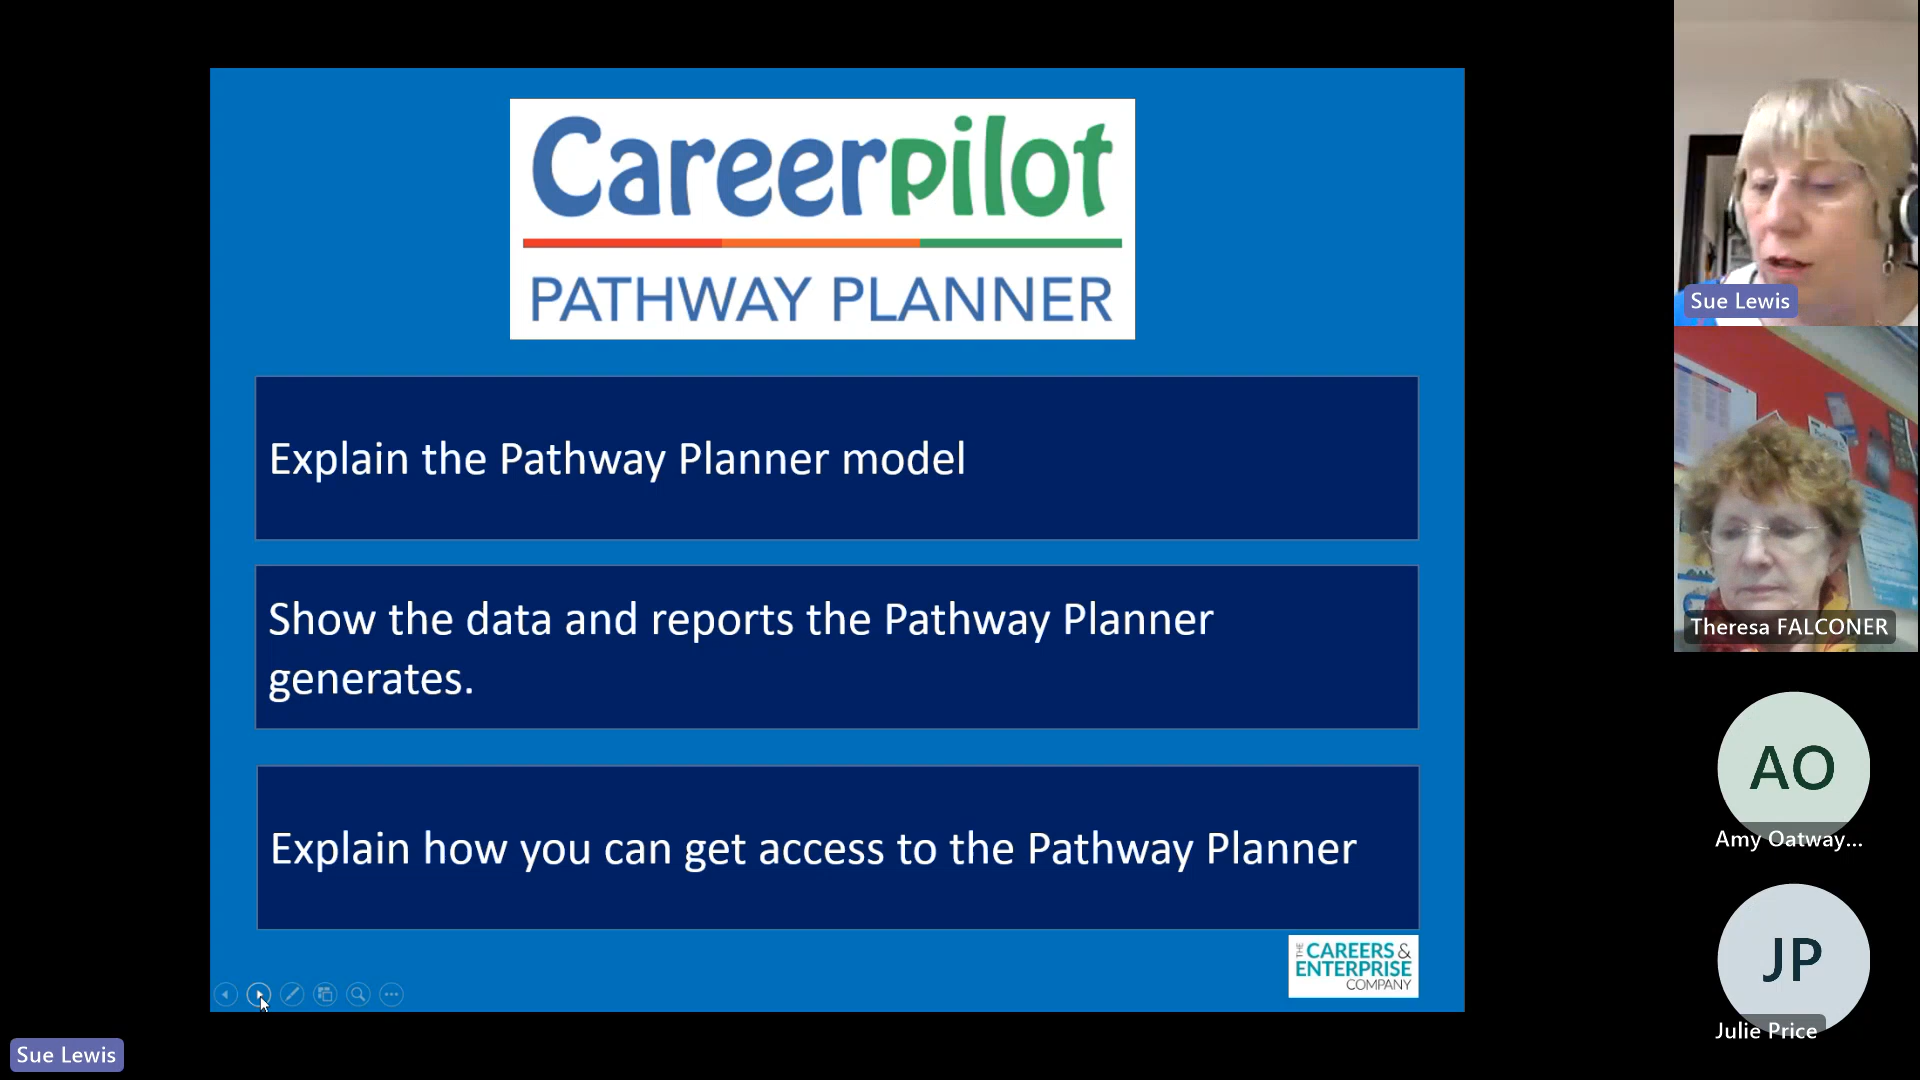 Careerpilot
PATHWAY PLANNER
Explain the Pathway Planner model
Show the data and reports the Pathway Planner
generates.
Explain how you can get access to the Pathway Planner
THE
CAREERS &
ENTERPRISE
COMPANY
Sue Lewis
Sue Lewis
Theresa FALCONER
AO
Amy Oatway...
JP
Julie Price